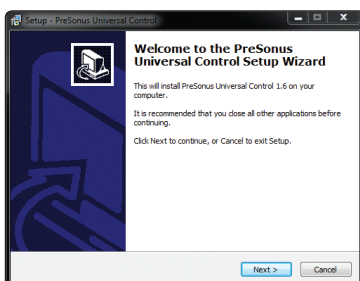 Setup - PreSonus Universal Control
Welcome to the PreSonus
Universal Control Setup Wizard
This will install PreSonus Universal Control 1.6 on your
computer.
It is recommended that you close all other applications before
continuing.
Click Next to continue, or Cancel to exit Setup.
Next >
Cancel